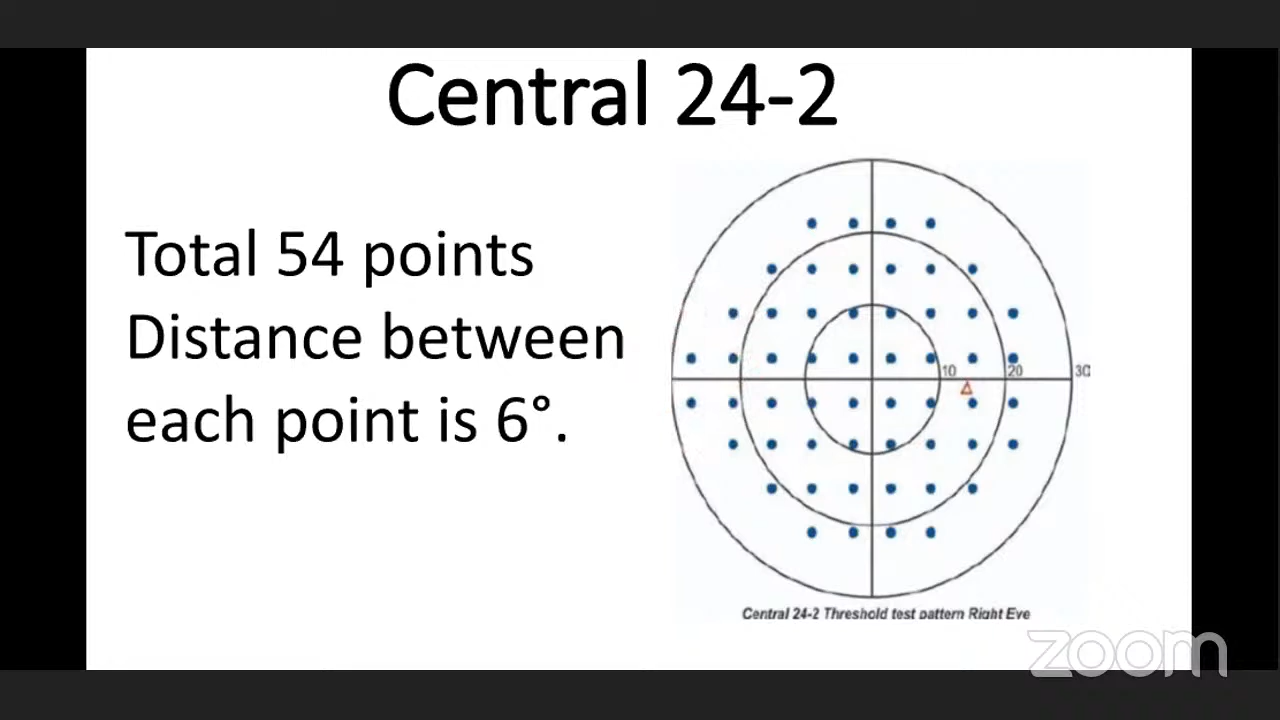 Central 24-2
Total 54 points
Distance between
each point is 6°.
10 20 30
Central 24-2 Threshold test pattern Right Eye
zoom